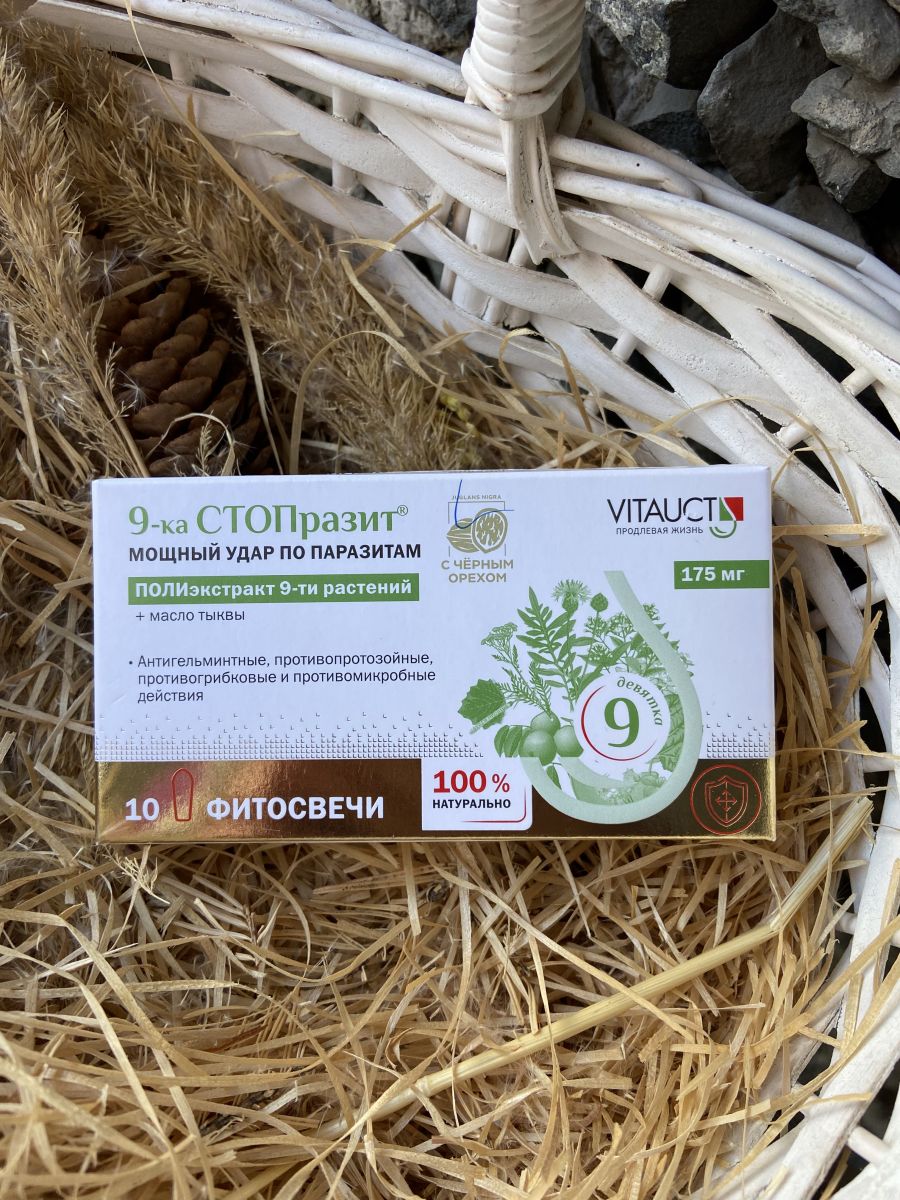 9-ка СТОПразит®
МОЩНЫЙ УДАР ПО ПАРАЗИТАМ
ПОЛИэкстракт 9-ти растений
+ масло тыквы
• Антигельминтные, противопротозойные,
противогрибковые и противомикробные
действия
JUGLANS NIGRA
С ЧЁРНЫМ
ОРЕХОМ
VITAUCT
ПРОДЛЕВАЯ ЖИЗНЬ
175 мг
девятка
9
100 %
НАТУРАЛЬНО
10 ФИТОСВЕЧИ